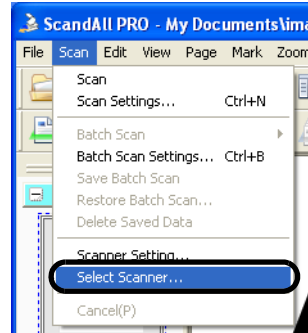 ScandAll PRO - My Documents\ima
File Scan Edit View Page Mark Zoom
Scan
Scan Settings... Ctrl+N
Batch Scan
Batch Scan Settings... Ctrl+B
Save Batch Scan
Restore Batch Scan...
Delete Saved Data
Scanner Setting...
Select Scanner...
Cancel(P)